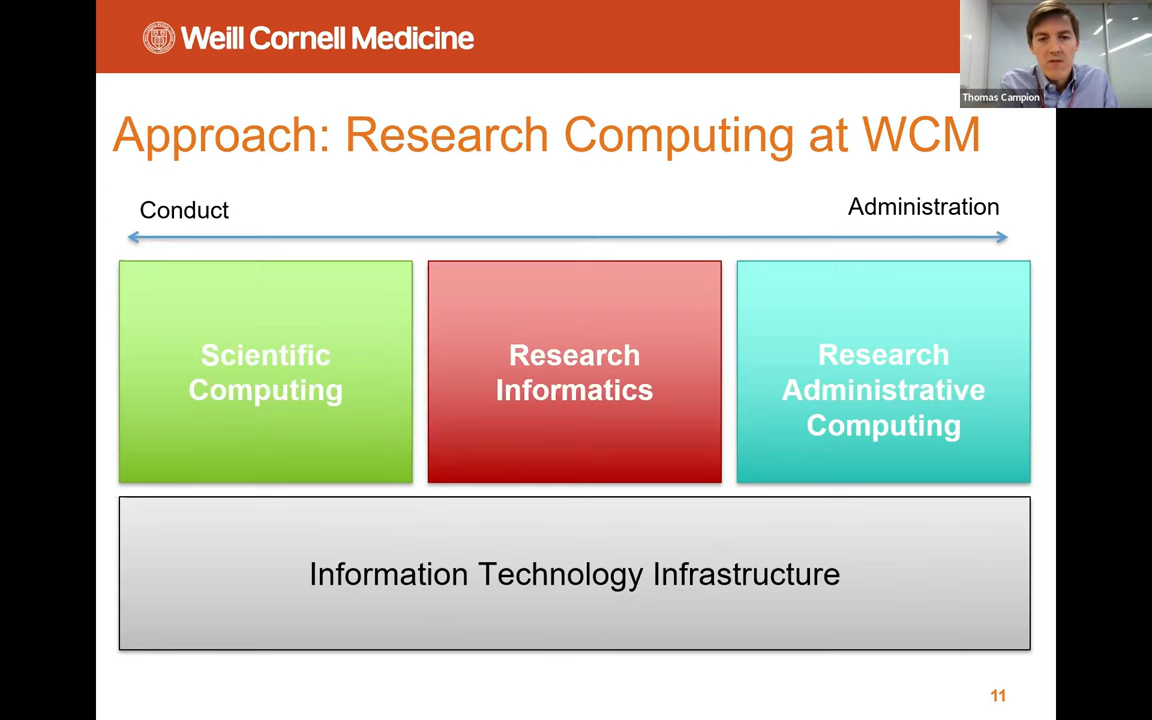 Weill Cornell Medicine
Thomas Campion
Approach: Research Computing at WCM
Conduct
Administration
Scientific
Computing
Research
Informatics
Research
Administrative
Computing
Information Technology Infrastructure
11